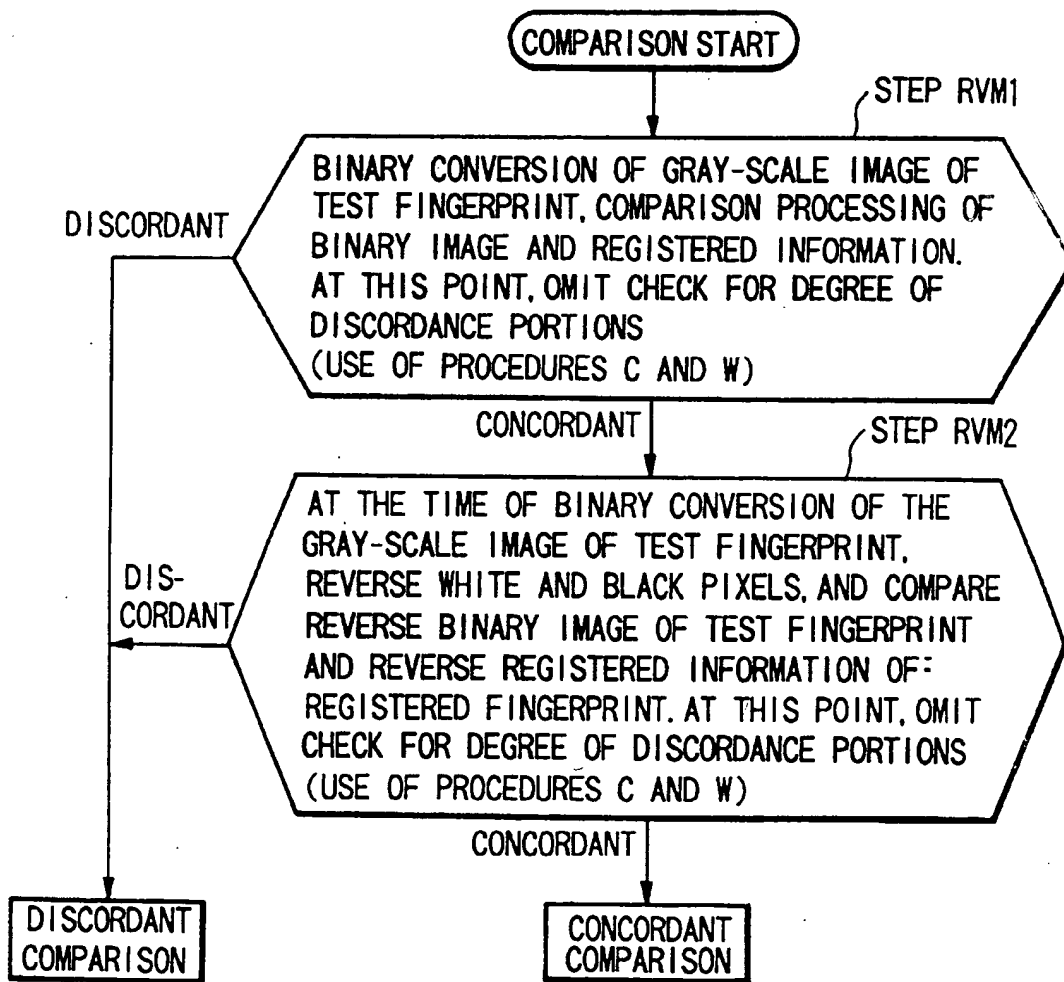 COMPARISON START
STEP RVM1
BINARY CONVERSION OF GRAY-SCALE IMAGE OF
TEST FINGERPRINT, COMPARISON PROCESSING OF
BINARY IMAGE AND REGISTERED INFORMATION.
AT THIS POINT, OMIT CHECK FOR DEGREE OF
DISCORDANCE PORTIONS
(USE OF PROCEDURES C AND W)
DISCORDANT
CONCORDANT
STEP RVM2
AT THE TIME OF BINARY CONVERSION OF THE
GRAY-SCALE IMAGE OF TEST FINGERPRINT,
REVERSE WHITE AND BLACK PIXELS, AND COMPARE
REVERSE BINARY IMAGE OF TEST FINGERPRINT
AND REVERSE REGISTERED INFORMATION OF
REGISTERED FINGERPRINT. AT THIS POINT, OMIT
CHECK FOR DEGREE OF DISCORDANCE PORTIONS
(USE OF PROCEDURES C AND W)
DIS-
CORDANT
CONCORDANT
DISCORDANT
COMPARISON
CONCORDANT
COMPARISON